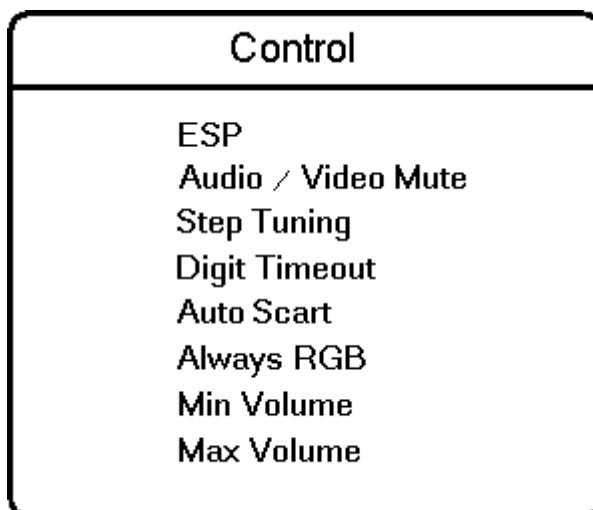 Control
ESP
Audio / Video Mute
Step Tuning
Digit Timeout
Auto Scart
Always RGB
Min Volume
Max Volume